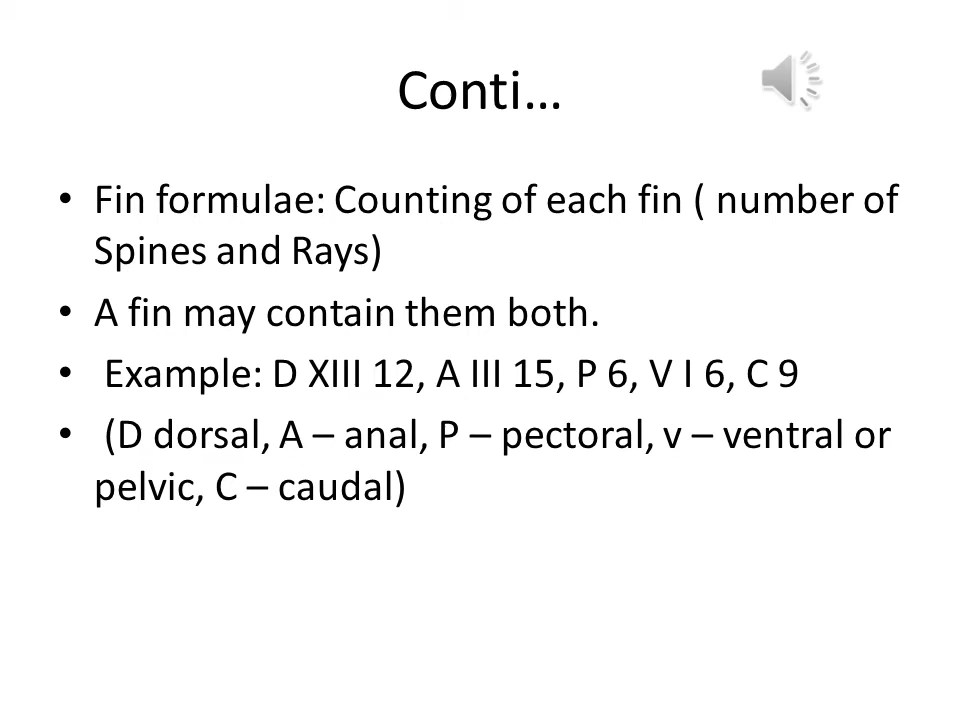 Conti…
• Fin formulae: Counting of each fin ( number of
Spines and Rays)
• A fin may contain them both.
• Example: D XIII 12, A III 15, P 6, V I 6, C 9
• (D dorsal, A – anal, P – pectoral, v – ventral or
pelvic, C – caudal)